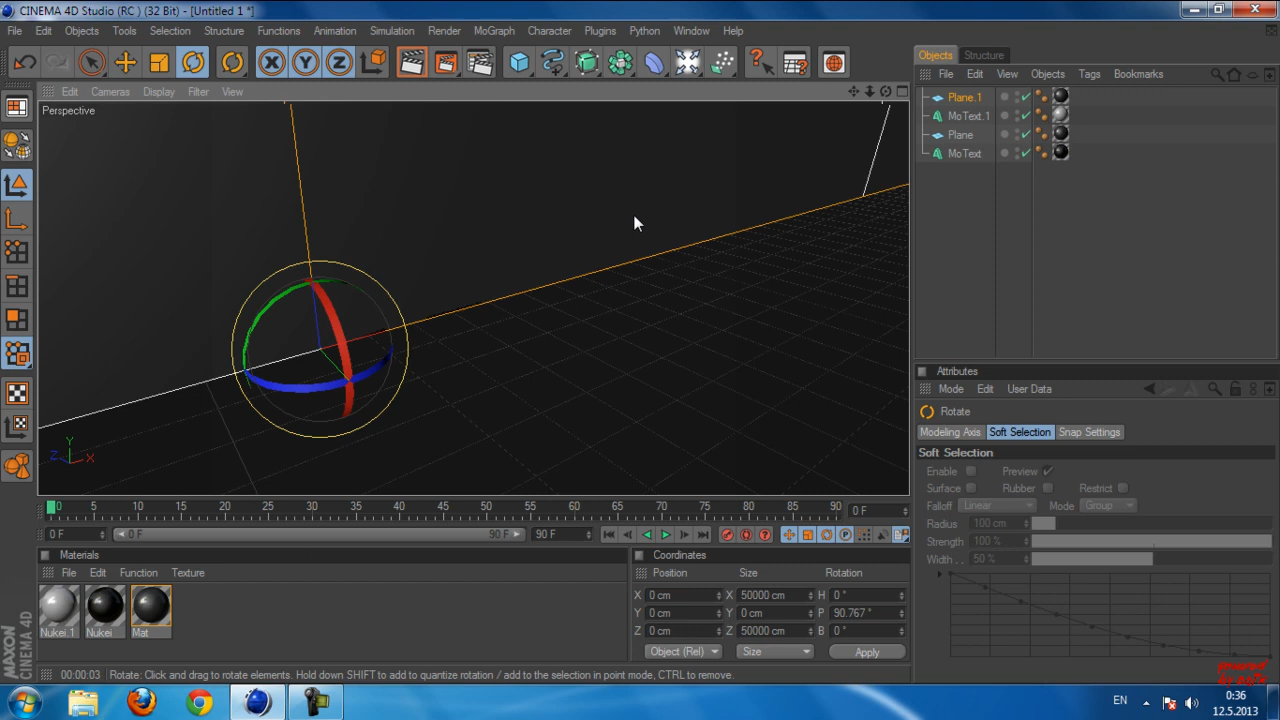 CINEMA 4D Studio (RC ) (32 Bit) - [Untitled 1 *]
File Edit Objects Tools Selection Structure Functions Animation Simulation Render MoGraph Character Plugins Python Window Help
Edit Cameras Display Filter View
Perspective
Y
Z X
0 5 10 15 20 25 30 35 40 45 50 55 60 65 70 75 80 85 90 0 F
0 F 0 F 90 F 90 F
Materials
File Edit Function Texture
Nukei.1 Nukei Mat
Coordinates
Position Size Rotation
X 0 cm X 50000 cm H 0 °
Y 0 cm Y 0 cm P 90.767 °
Z 0 cm Z 50000 cm B 0 °
Object (Rel) Size Apply
Objects Structure
File Edit View Objects Tags Bookmarks
Plane.1
MoText.1
Plane
MoText
Attributes
Mode Edit User Data
Rotate
Modeling Axis Soft Selection Snap Settings
Soft Selection
Enable Preview
Surface Rubber Restrict
Falloff Linear Mode Group
Radius 100 cm
Strength 100 %
Width . . 50 %
MAXON
CINEMA 4D
00:00:03 Rotate: Click and drag to rotate elements. Hold down SHIFT to add to quantize rotation / add to the selection in point mode, CTRL to remove.
EN
0:36
12.5.2013